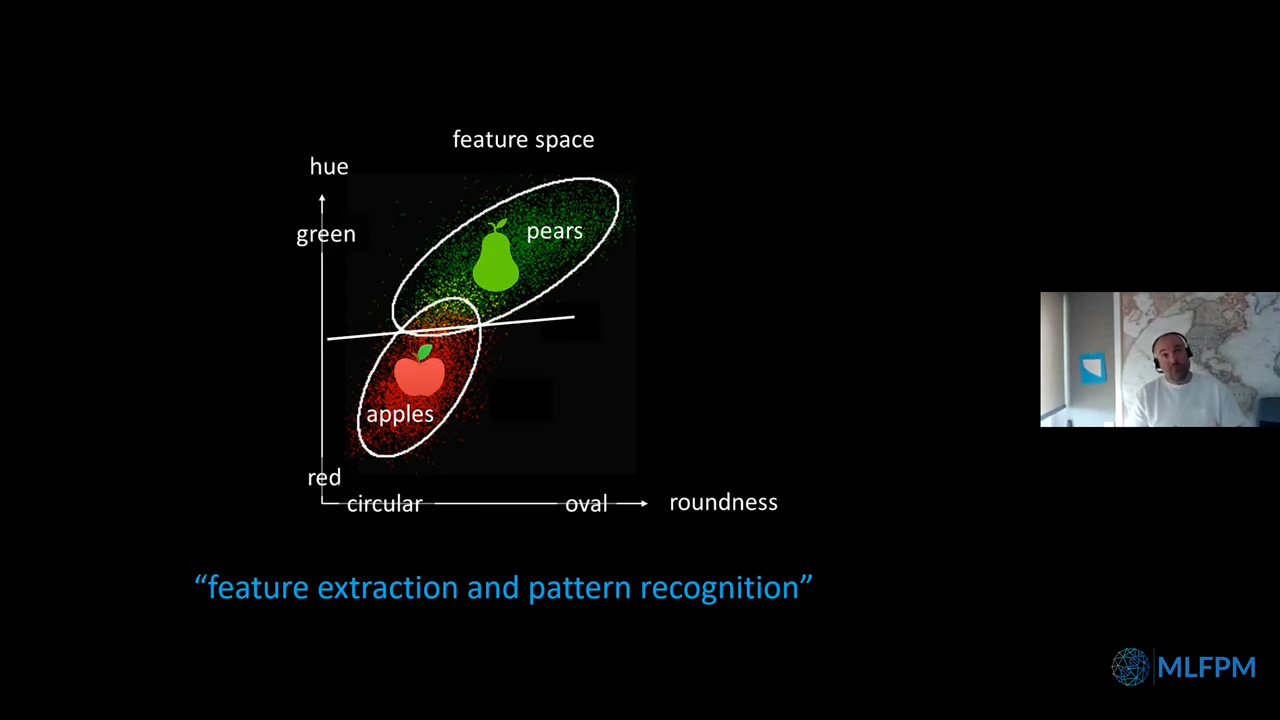 feature space
hue
green
pears
apples
red
circular
oval
roundness
“feature extraction and pattern recognition”
MLFPM